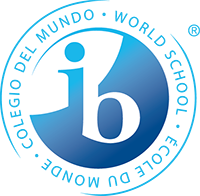 COLEGIO DEL MUNDO · WORLD SCHOOL · ÉCOLE DU MONDE ·
®
ib